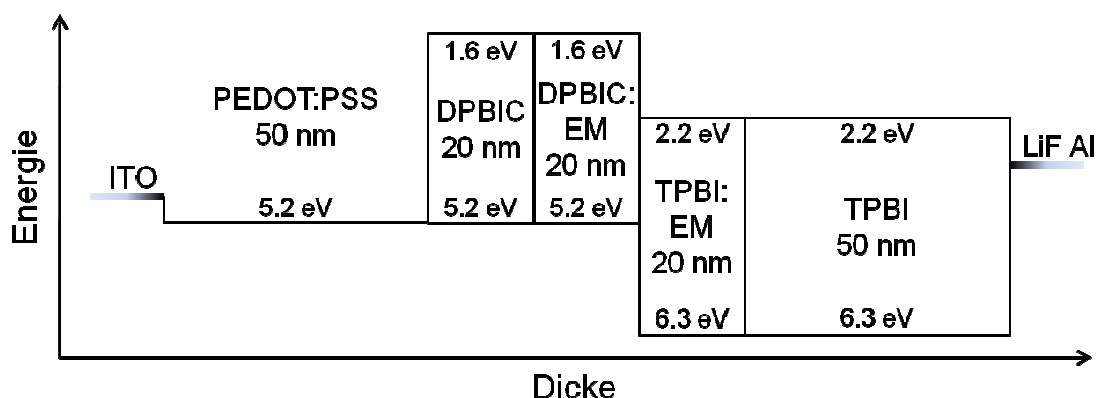 Energie
ITO
PEDOT:PSS
50 nm
5.2 eV
1.6 eV
DPBIC
20 nm
5.2 eV
1.6 eV
DPBIC:
EM
20 nm
5.2 eV
2.2 eV
TPBI:
EM
20 nm
6.3 eV
2.2 eV
TPBI
50 nm
6.3 eV
LiF Al
Dicke